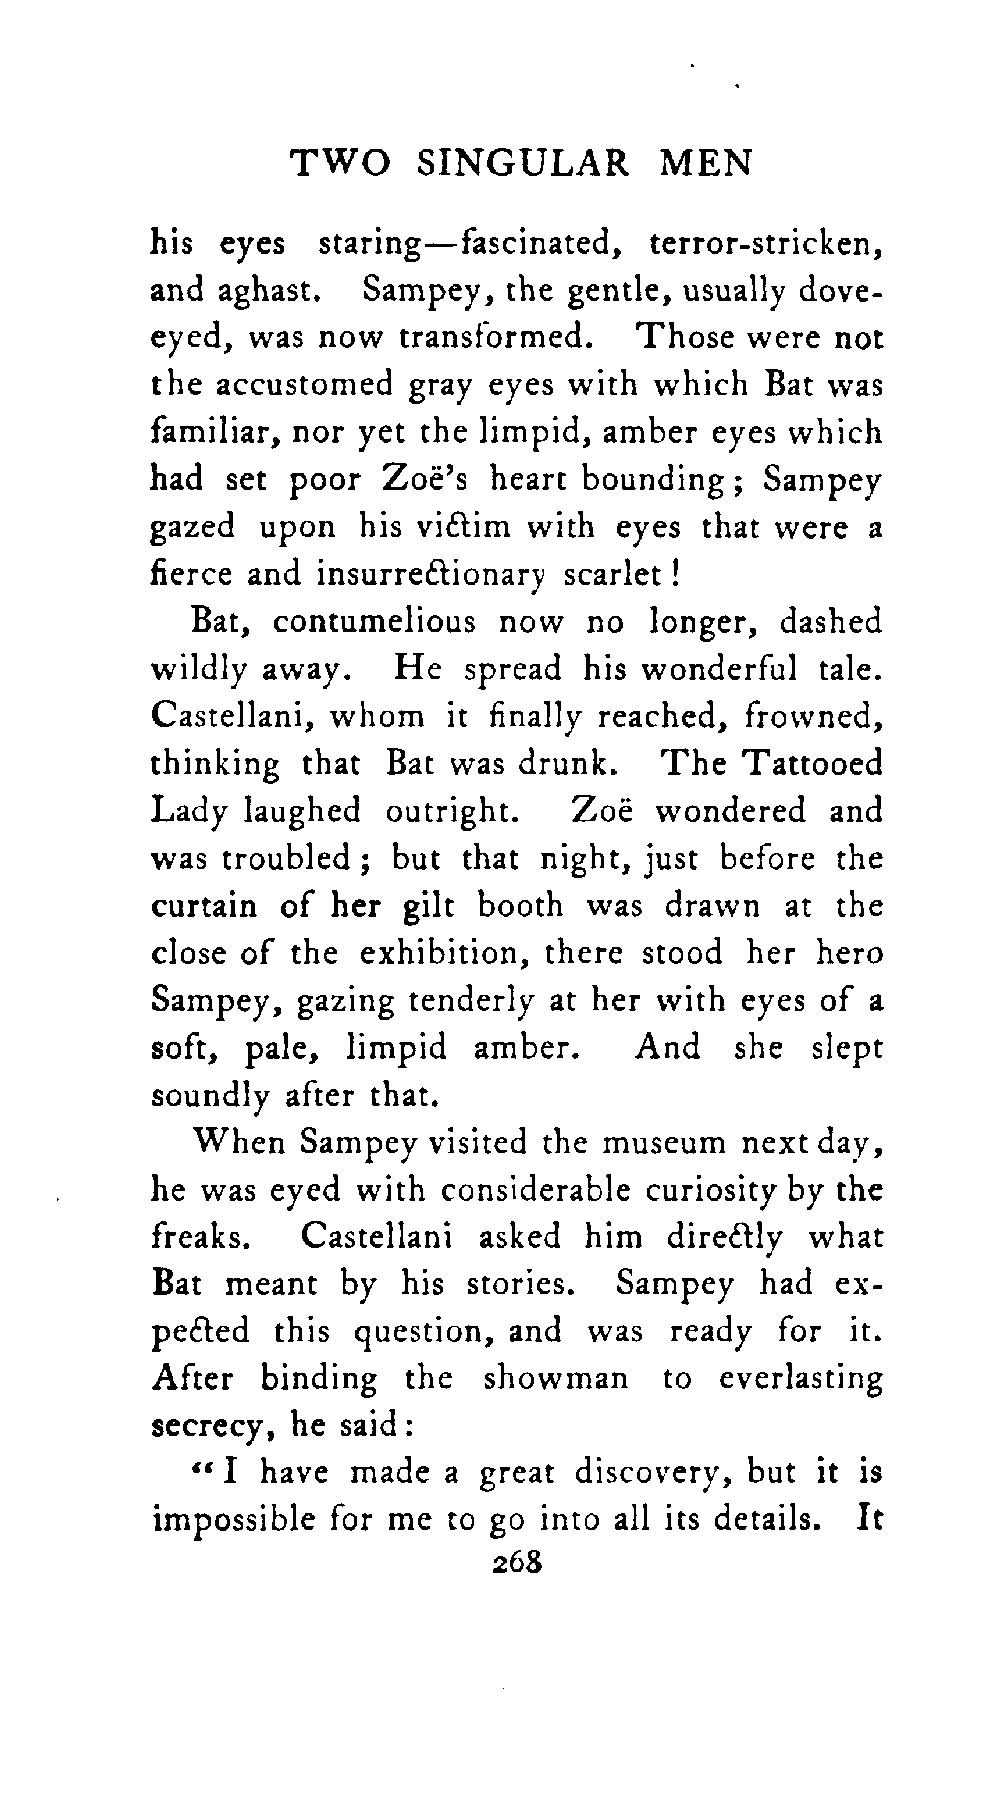 TWO SINGULAR MEN
his eyes staring—fascinated, terror-stricken,
and aghast. Sampey, the gentle, usually dove-
eyed, was now transformed. Those were not
the accustomed gray eyes with which Bat was
familiar, nor yet the limpid, amber eyes which
had set poor Zoë's heart bounding; Sampey
gazed upon his victim with eyes that were a
fierce and insurrectionary scarlet!
Bat, contumelious now no longer, dashed
wildly away. He spread his wonderful tale.
Castellani, whom it finally reached, frowned,
thinking that Bat was drunk. The Tattooed
Lady laughed outright. Zoë wondered and
was troubled; but that night, just before the
curtain of her gilt booth was drawn at the
close of the exhibition, there stood her hero
Sampey, gazing tenderly at her with eyes of a
soft, pale, limpid amber. And she slept
soundly after that.
When Sampey visited the museum next day,
he was eyed with considerable curiosity by the
freaks. Castellani asked him directly what
Bat meant by his stories. Sampey had ex-
pected this question, and was ready for it.
After binding the showman to everlasting
secrecy, he said:
"I have made a great discovery, but it is
impossible for me to go into all its details. It
268